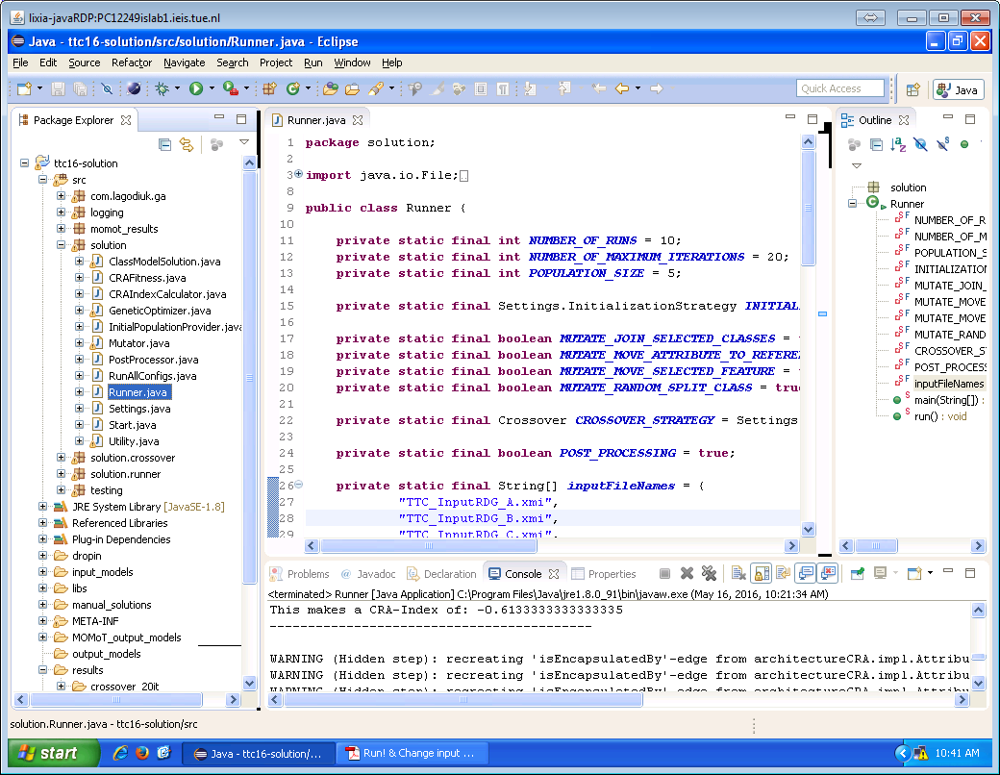 lixia-javaRDP:PC12249islab1.ieis.tue.nl
Java - ttc16-solution/src/solution/Runner.java - Eclipse
File Edit Source Refactor Navigate Search Project Run Window Help
Quick Access
Java
Package Explorer
ttc16-solution
src
com.lagodiuk.ga
logging
momot_results
solution
ClassModelSolution.java
CRAFitness.java
CRAIndexCalculator.java
GeneticOptimizer.java
InitialPopulationProvider.java
Mutator.java
PostProcessor.java
RunAllConfigs.java
Runner.java
Settings.java
Start.java
Utility.java
solution.crossover
solution.runner
testing
JRE System Library [JavaSE-1.8]
Referenced Libraries
Plug-in Dependencies
dropin
input_models
libs
manual_solutions
META-INF
MOMoT_output_models
output_models
results
crossover_20it
Runner.java
1 package solution;
2
3 import java.io.File;
8
9 public class Runner {
10
11 private static final int NUMBER_OF_RUNS = 10;
12 private static final int NUMBER_OF_MAXIMUM_ITERATIONS = 20;
13 private static final int POPULATION_SIZE = 5;
14
15 private static final Settings.InitializationStrategy INITIAL
16
17 private static final boolean MUTATE_JOIN_SELECTED_CLASSES =
18 private static final boolean MUTATE_MOVE_ATTRIBUTE_TO_REFERE
19 private static final boolean MUTATE_MOVE_SELECTED_FEATURE =
20 private static final boolean MUTATE_RANDOM_SPLIT_CLASS = true
21
22 private static final Crossover CROSSOVER_STRATEGY = Settings
23
24 private static final boolean POST_PROCESSING = true;
25
26 private static final String[] inputFileNames = {
27 "TTC_InputRDG_A.xmi",
28 "TTC_InputRDG_B.xmi",
29 "TTC_InputRDG_C.xmi",
Outline
solution
Runner
NUMBER_OF_R
NUMBER_OF_M
POPULATION_S
INITIALIZATION
MUTATE_JOIN_
MUTATE_MOVE
MUTATE_MOVE
MUTATE_RAND
CROSSOVER_ST
POST_PROCESS
inputFileNames
main(String[]) :
run() : void
Problems Javadoc Declaration Console Properties
<terminated> Runner [Java Application] C:\Program Files\Java\jre1.8.0_91\bin\javaw.exe (May 16, 2016, 10:21:34 AM)
This makes a CRA-Index of: -0.6133333333333335
------------------------------------------
WARNING (Hidden step): recreating 'isEncapsulatedBy'-edge from architectureCRA.impl.Attribu
WARNING (Hidden step): recreating 'isEncapsulatedBy'-edge from architectureCRA.impl.Attribu
WARNING (Hidden step): recreating 'isEncapsulatedBy'-edge from architectureCRA.impl.Attribu
solution.Runner.java - ttc16-solution/src
start
Java - ttc16-solution/...
Run! & Change input ...
10:41 AM